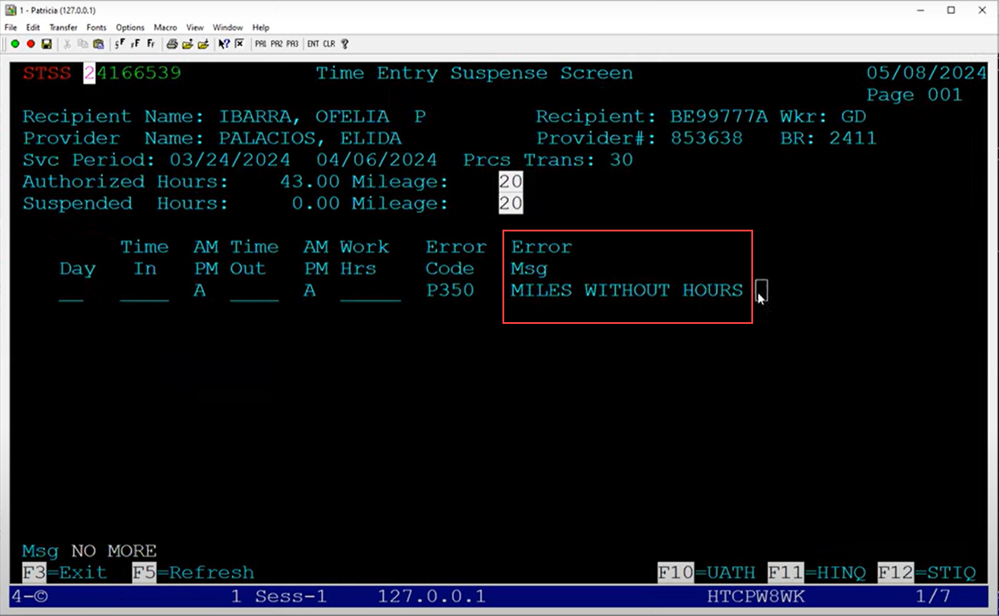 1 - Patricia (127.0.0.1)
File Edit Transfer Fonts Options Macro View Window Help
PA1 PA2 PA3 ENT CLR
STSS 24166539 Time Entry Suspense Screen 05/08/2024
Page 001
Recipient Name: IBARRA, OFELIA P Recipient: BE99777A Wkr: GD
Provider Name: PALACIOS, ELIDA Provider#: 853638 BR: 2411
Svc Period: 03/24/2024 04/06/2024 Prcs Trans: 30
Authorized Hours: 43.00 Mileage: 20
Suspended Hours: 0.00 Mileage: 20
Time AM Time AM Work Error Error
Day In PM Out PM Hrs Code Msg
__ ____ A ____ A _____ P350 MILES WITHOUT HOURS
Msg NO MORE
F3=Exit F5=Refresh F10=UATH F11=HINQ F12=STIQ
4-© 1 Sess-1 127.0.0.1 HTCPW8WK 1/7